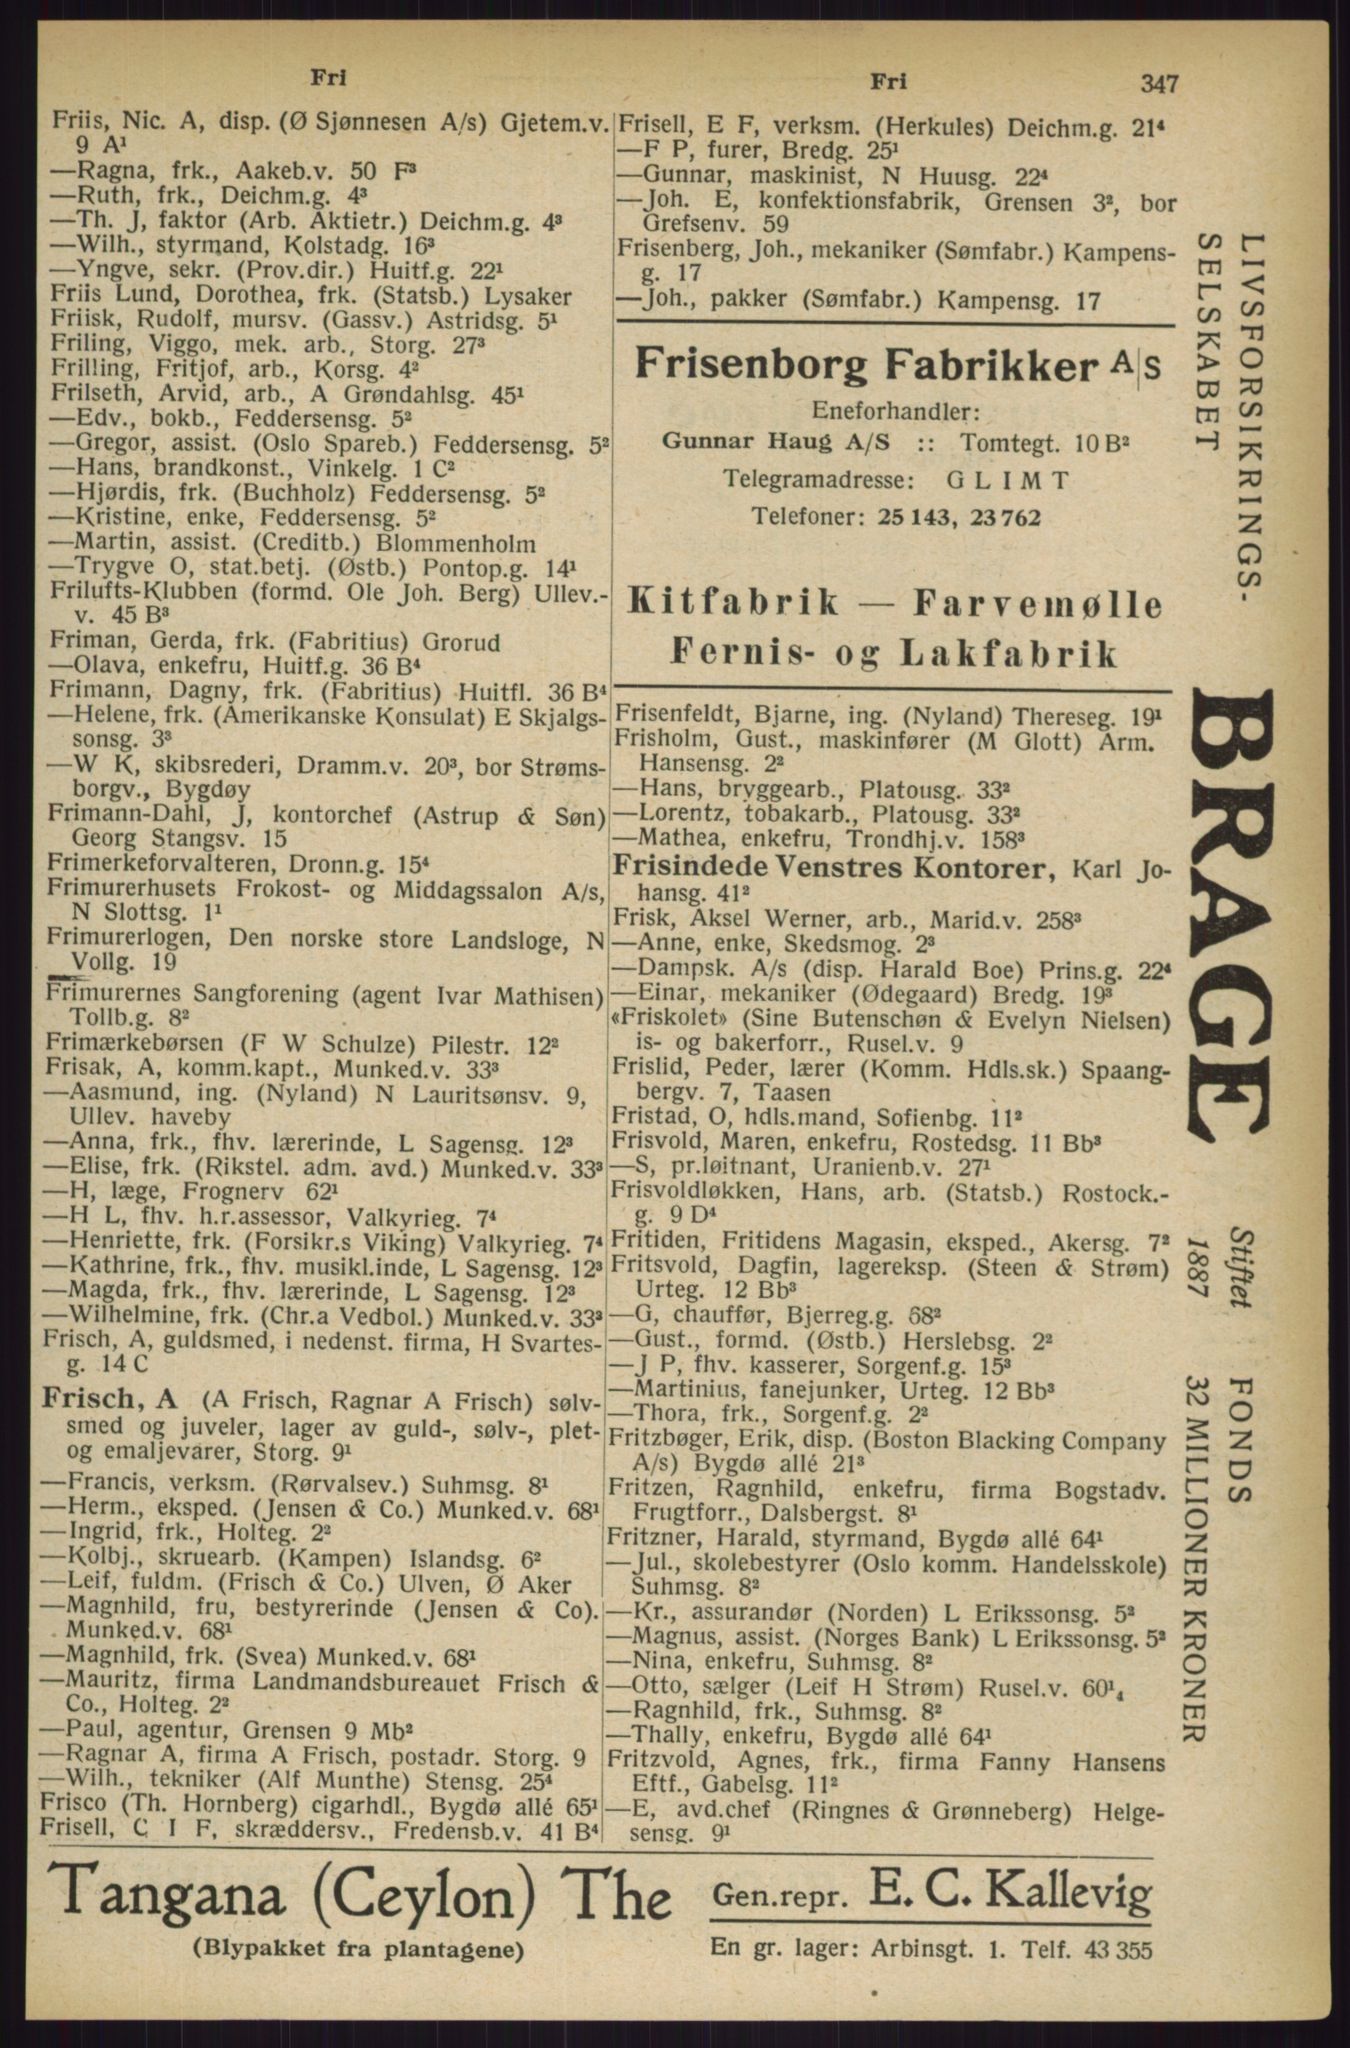 Fri
Fri
347
Friis, Nic. A, disp. (Ø Sjønnesen A/s) Gjetem.v.
9 A¹
—Ragna, frk., Aakeb.v. 50 F³
—Ruth, frk., Deichm.g. 4³
—Th. J, faktor (Arb. Aktietr.) Deichm.g. 4³
—Wilh., styrmand, Kolstadg. 16³
—Yngve, sekr. (Prov.dir.) Huitf.g. 22¹
Friis Lund, Dorothea, frk. (Statsb.) Lysaker
Friisk, Rudolf, mursv. (Gassv.) Astridsg. 5¹
Friling, Viggo, mek. arb., Storg. 27³
Frilling, Fritjof, arb., Korsg. 4²
Frilseth, Arvid, arb., A Grøndahlsg. 45¹
—Edv., bokb., Feddersensg. 5²
—Gregor, assist. (Oslo Spareb.) Feddersensg. 5²
—Hans, brandkonst., Vinkelg. 1 C²
—Hjørdis, frk. (Buchholz) Feddersensg. 5²
—Kristine, enke, Feddersensg. 5²
—Martin, assist. (Creditb.) Blommenholm
—Trygve O, stat.betj. (Østb.) Pontop.g. 14¹
Frilufts-Klubben (formd. Ole Joh. Berg) Ullev.-
v. 45 B³
Friman, Gerda, frk. (Fabritius) Grorud
—Olava, enkefru, Huitf.g. 36 B⁴
Frimann, Dagny, frk. (Fabritius) Huitfl. 36 B⁴
—Helene, frk. (Amerikanske Konsulat) E Skjalgs-
sonsg. 3³
—W K, skibsrederi, Dramm.v. 20³, bor Strøms-
borgv., Bygdøy
Frimann-Dahl, J, kontorchef (Astrup & Søn)
Georg Stangsv. 15
Frimerkeforvalteren, Dronn.g. 15⁴
Frimurerhusets Frokost- og Middagssalon A/s,
N Slottsg. 1¹
Frimurerlogen, Den norske store Landsloge, N
Vollg. 19
Frimurernes Sangforening (agent Ivar Mathisen)
Tollb.g. 8²
Frimærkebørsen (F W Schulze) Pilestr. 12²
Frisak, A, komm.kapt., Munked.v. 33³
—Aasmund, ing. (Nyland) N Lauritsønsv. 9,
Ullev. haveby
—Anna, frk., fhv. lærerinde, L Sagensg. 12³
—Elise, frk. (Rikstel. adm. avd.) Munked.v. 33³
—H, læge, Frognerv 62¹
—H L, fhv. h.r.assessor, Valkyrieg. 7⁴
—Henriette, frk. (Forsikr.s Viking) Valkyrieg. 7⁴
—Kathrine, frk., fhv. musikl.inde, L Sagensg. 12³
—Magda, frk., fhv. lærerinde, L Sagensg. 12³
—Wilhelmine, frk. (Chr.a Vedbol.) Munked.v. 33³
Frisch, A, guldsmed, i nedenst. firma, H Svartes-
g. 14 C
Frisch, A (A Frisch, Ragnar A Frisch) sølv-
smed og juveler, lager av guld-, sølv-, plet-
og emaljevarer, Storg. 9¹
—Francis, verksm. (Rørvalsev.) Suhmsg. 8¹
—Herm., eksped. (Jensen & Co.) Munked.v. 68¹
—Ingrid, frk., Holteg. 2²
—Kolbj., skruearb. (Kampen) Islandsg. 6²
—Leif, fuldm. (Frisch & Co.) Ulven, Ø Aker
—Magnhild, fru, bestyrerinde (Jensen & Co).
Munked.v. 68¹
—Magnhild, frk. (Svea) Munked.v. 68¹
—Mauritz, firma Landmandsbureauet Frisch &
Co., Holteg. 2²
—Paul, agentur, Grensen 9 Mb²
—Ragnar A, firma A Frisch, postadr. Storg. 9
—Wilh., tekniker (Alf Munthe) Stensg. 25⁴
Frisco (Th. Hornberg) cigarhdl., Bygdø allé 65¹
Frisell, C I F, skræddersv., Fredensb.v. 41 B⁴
Frisell, E F, verksm. (Herkules) Deichm.g. 21⁴
—F P, furer, Bredg. 25¹
—Gunnar, maskinist, N Huusg. 22⁴
—Joh. E, konfektionsfabrik, Grensen 3², bor
Grefsenv. 59
Frisenberg, Joh., mekaniker (Sømfabr.) Kampens-
g. 17
—Joh., pakker (Sømfabr.) Kampensg. 17
Frisenborg Fabrikker A/S
Eneforhandler:
Gunnar Haug A/S :: Tomtegt. 10 B²
Telegramadresse: GLIMT
Telefoner: 25 143, 23 762
Kitfabrik — Farvemølle
Fernis- og Lakfabrik
Frisenfeldt, Bjarne, ing. (Nyland) Thereseg. 19¹
Frisholm, Gust., maskinfører (M Glott) Arm.
Hansensg. 2²
—Hans, bryggearb., Platousg. 33²
—Lorentz, tobakarb., Platousg. 33²
—Mathea, enkefru, Trondhj.v. 158³
Frisindede Venstres Kontorer, Karl Jo-
hansg. 41²
Frisk, Aksel Werner, arb., Marid.v. 258³
—Anne, enke, Skedsmog. 2³
—Dampsk. A/s (disp. Harald Boe) Prins.g. 22⁴
—Einar, mekaniker (Ødegaard) Bredg. 19³
«Friskolet» (Sine Butenschøn & Evelyn Nielsen)
is- og bakerforr., Rusel.v. 9
Frislid, Peder, lærer (Komm. Hdls.sk.) Spaang-
bergv. 7, Taasen
Fristad, O, hdls.mand, Sofienbg. 11²
Frisvold, Maren, enkefru, Rostedsg. 11 Bb³
—S, pr.løitnant, Uranienb.v. 27¹
Frisvoldløkken, Hans, arb. (Statsb.) Rostock.-
g. 9 D⁴
Fritiden, Fritidens Magasin, eksped., Akersg. 7²
Fritsvold, Dagfin, lagereksp. (Steen & Strøm)
Urteg. 12 Bb³
—G, chauffør, Bjerreg.g. 68²
—Gust., formd. (Østb.) Herslebsg. 2²
—J P, fhv. kasserer, Sorgenf.g. 15³
—Martinius, fanejunker, Urteg. 12 Bb³
—Thora, frk., Sorgenf.g. 2²
Fritzbøger, Erik, disp. (Boston Blacking Company
A/s) Bygdø allé 21³
Fritzen, Ragnhild, enkefru, firma Bogstadv.
Frugtforr., Dalsbergst. 8¹
Fritzner, Harald, styrmand, Bygdø allé 64¹
—Jul., skolebestyrer (Oslo komm. Handelsskole)
Suhmsg. 8²
—Kr., assurandør (Norden) L Erikssonsg. 5²
—Magnus, assist. (Norges Bank) L Erikssonsg. 5²
—Nina, enkefru, Suhmsg. 8²
—Otto, sælger (Leif H Strøm) Rusel.v. 60¹
—Ragnhild, frk., Suhmsg. 8²
—Thally, enkefru, Bygdø allé 64¹
Fritzvold, Agnes, frk., firma Fanny Hansens
Eftf., Gabelsg. 11²
—E, avd.chef (Ringnes & Grønneberg) Helge-
sensg. 9¹
LIVSFORSIKRINGS-
SELSKABET
BRAGE
Stiftet
1887
FONDS
32 MILIONER KRONER
Tangana (Ceylon) The
(Blypakket fra plantagene)
Gen.repr. E. C. Kallevig
En gr. lager: Arbinsgt. 1. Telf. 43 355